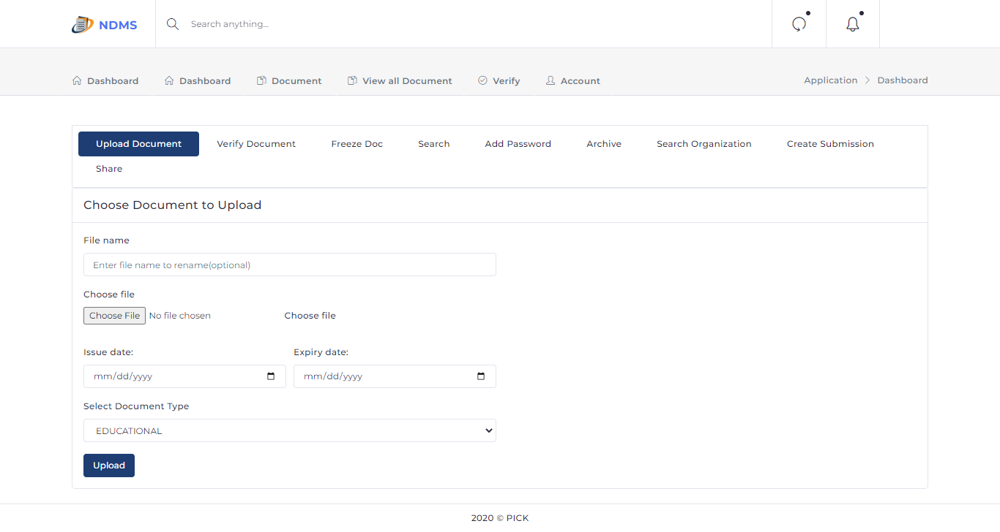 NDMS
Search anything...
Dashboard Dashboard Document View all Document Verify Account Application Dashboard
Upload Document Verify Document Freeze Doc Search Add Password Archive Search Organization Create Submission
Share
Choose Document to Upload
File name
Enter file name to rename(optional)
Choose file
Choose File No file chosen Choose file
Issue date: Expiry date:
mm/dd/yyyy mm/dd/yyyy
Select Document Type
EDUCATIONAL
Upload
2020 © PICK